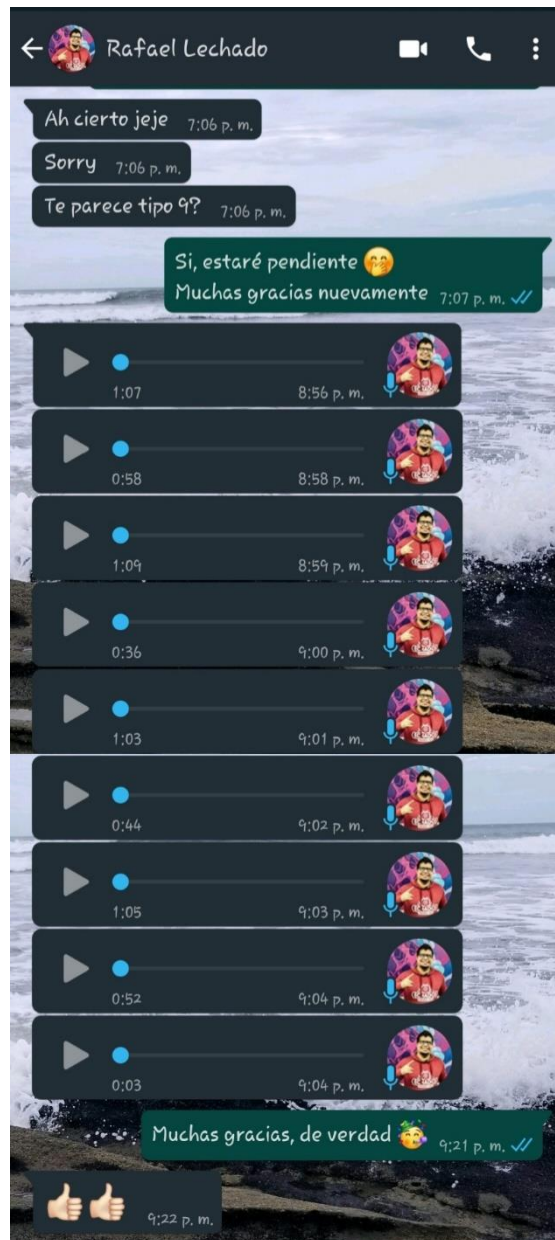 Rafael Lechado
Ah cierto jeje 7:06 p. m.
Sorry 7:06 p. m.
Te parece tipo 9? 7:06 p. m.
Si, estaré pendiente 🤭
Muchas gracias nuevamente 7:07 p. m.
1:07 8:56 p. m.
0:58 8:58 p. m.
1:09 8:59 p. m.
0:36 9:00 p. m.
1:03 9:01 p. m.
0:44 9:02 p. m.
1:05 9:03 p. m.
0:52 9:04 p. m.
0:03 9:04 p. m.
Muchas gracias, de verdad 🥳 9:21 p. m.
👍🏻👍🏻 9:22 p. m.